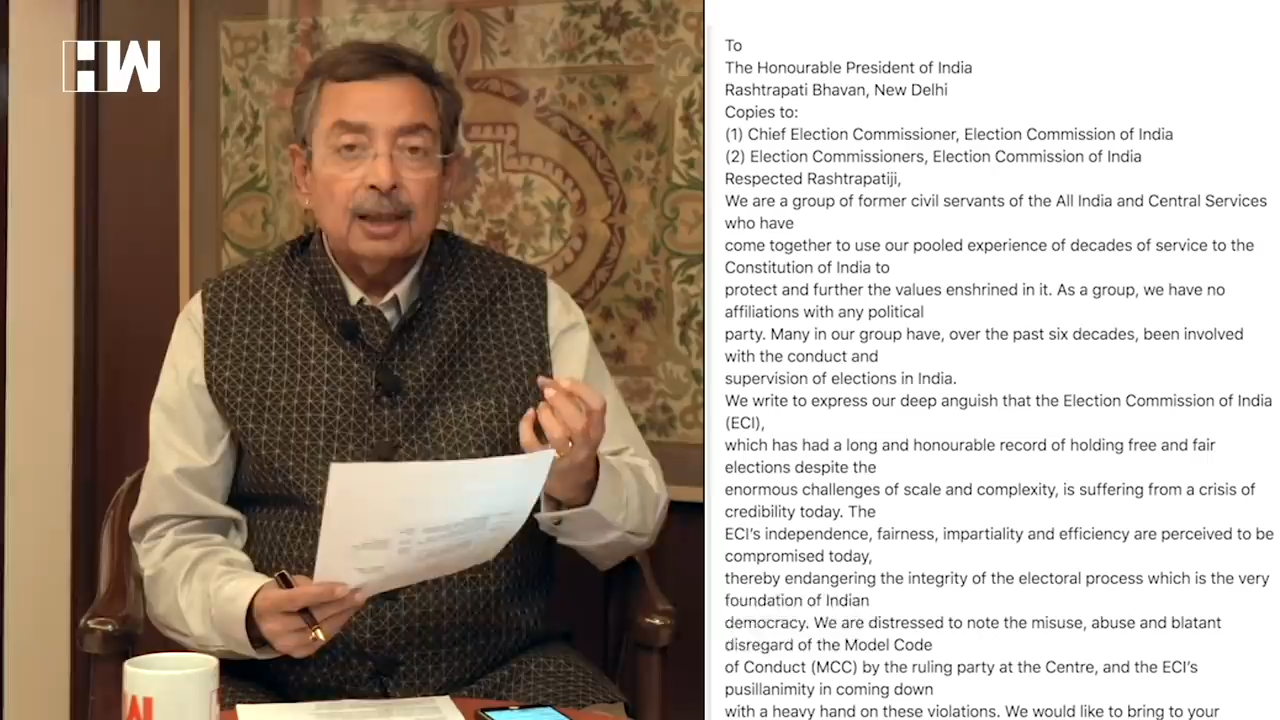 HW
To
The Honourable President of India
Rashtrapati Bhavan, New Delhi
Copies to:
(1) Chief Election Commissioner, Election Commission of India
(2) Election Commissioners, Election Commission of India
Respected Rashtrapatiji,
We are a group of former civil servants of the All India and Central Services
who have
come together to use our pooled experience of decades of service to the
Constitution of India to
protect and further the values enshrined in it. As a group, we have no
affiliations with any political
party. Many in our group have, over the past six decades, been involved
with the conduct and
supervision of elections in India.
We write to express our deep anguish that the Election Commission of India
(ECI),
which has had a long and honourable record of holding free and fair
elections despite the
enormous challenges of scale and complexity, is suffering from a crisis of
credibility today. The
ECI’s independence, fairness, impartiality and efficiency are perceived to be
compromised today,
thereby endangering the integrity of the electoral process which is the very
foundation of Indian
democracy. We are distressed to note the misuse, abuse and blatant
disregard of the Model Code
of Conduct (MCC) by the ruling party at the Centre, and the ECI’s
pusillanimity in coming down
with a heavy hand on these violations. We would like to bring to your